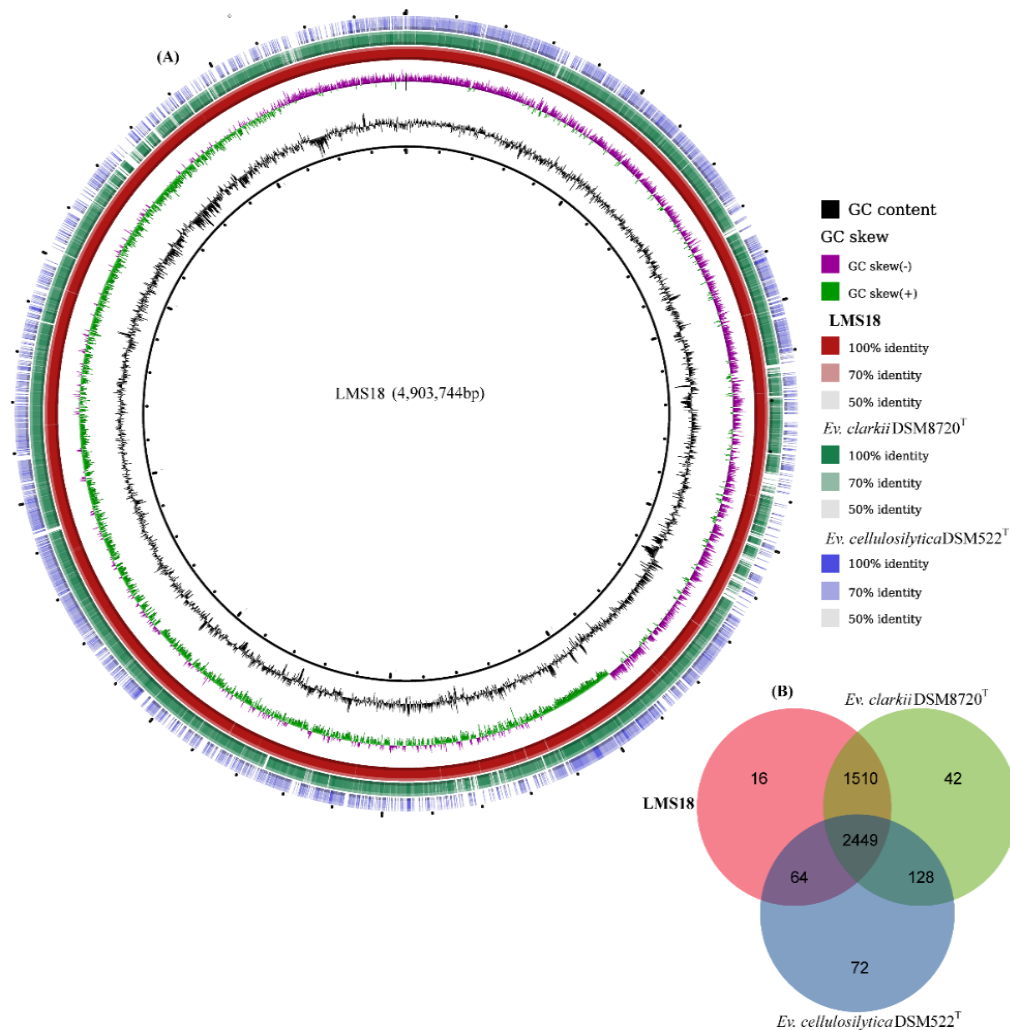 (A)
LMS18 (4,903,744bp)
GC content
GC skew
GC skew(-)
GC skew(+)
LMS18
100% identity
70% identity
50% identity
Ev. clarkii DSM8720ᵀ
100% identity
70% identity
50% identity
Ev. cellulosilytica DSM522ᵀ
100% identity
70% identity
50% identity
(B)
Ev. clarkii DSM8720ᵀ
16
1510
42
LMS18
2449
64
128
72
Ev. cellulosilytica DSM522ᵀ